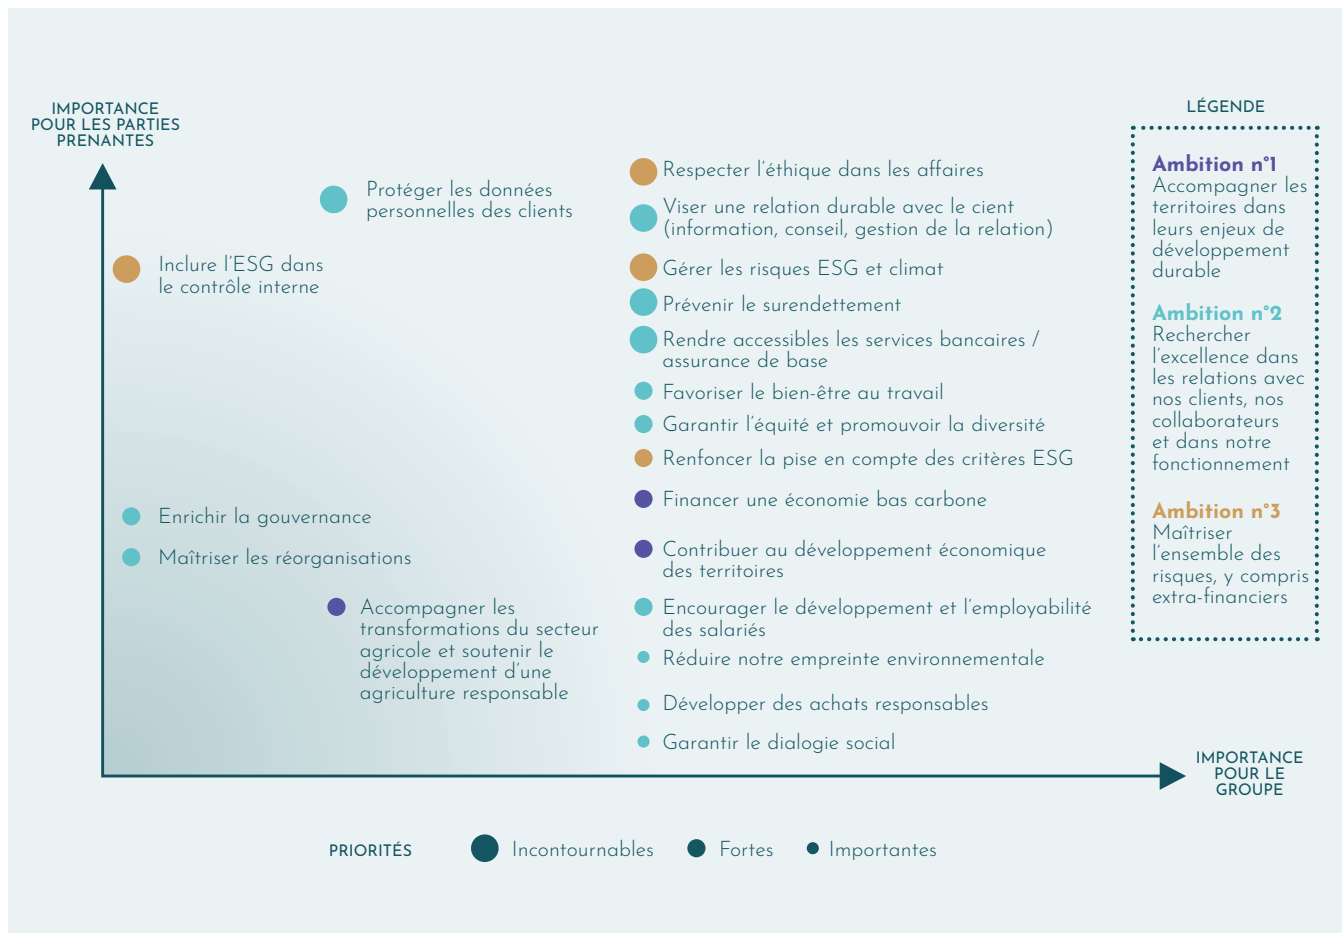 IMPORTANCE
POUR LES PARTIES
PRENANTES
Protéger les données
personnelles des clients
Inclure l'ESG dans
le contrôle interne
Enrichir la gouvernance
Maîtriser les réorganisations
Accompagner les
transformations du secteur
agricole et soutenir le
développement d'une
agriculture responsable
Respecter l'éthique dans les affaires
Viser une relation durable avec le cient
(information, conseil, gestion de la relation)
Gérer les risques ESG et climat
Prévenir le surendettement
Rendre accessibles les services bancaires /
assurance de base
Favoriser le bien-être au travail
Garantir l'équité et promouvoir la diversité
Renfoncer la pise en compte des critères ESG
Financer une économie bas carbone
Contribuer au développement économique
des territoires
Encourager le développement et l'employabilité
des salariés
Réduire notre empreinte environnementale
Développer des achats responsables
Garantir le dialogie social
LÉGENDE
Ambition n°1
Accompagner les
territoires dans
leurs enjeux de
développement
durable
Ambition n°2
Rechercher
l'excellence dans
les relations avec
nos clients, nos
collaborateurs
et dans notre
fonctionnement
Ambition n°3
Maîtriser
l'ensemble des
risques, y compris
extra-financiers
IMPORTANCE
POUR LE
GROUPE
PRIORITÉS
Incontournables
Fortes
Importantes